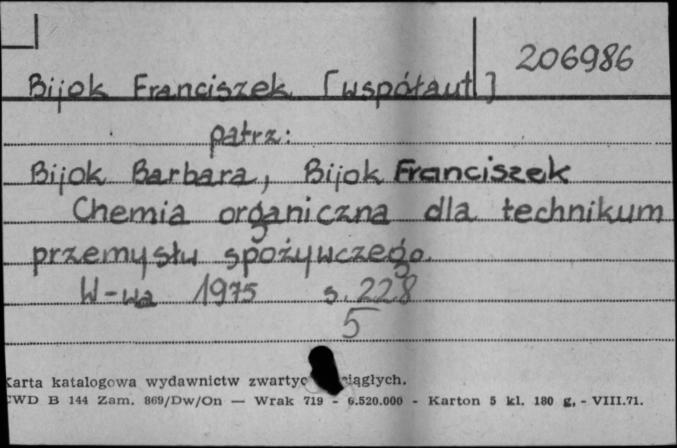 206986
Bijok Franciszek [współaut]
patrz:
Bijok Barbara, Bijok Franciszek
Chemia organiczna dla technikum
przemysłu spożywczego.
W-wa 1975 s. 228
5
Karta katalogowa wydawnictw
CWD B 144 Zam. 869/Dw/On — Wrak 719 - 6.520.000 - Karton 5 kl. 180 g, - VIII.71.